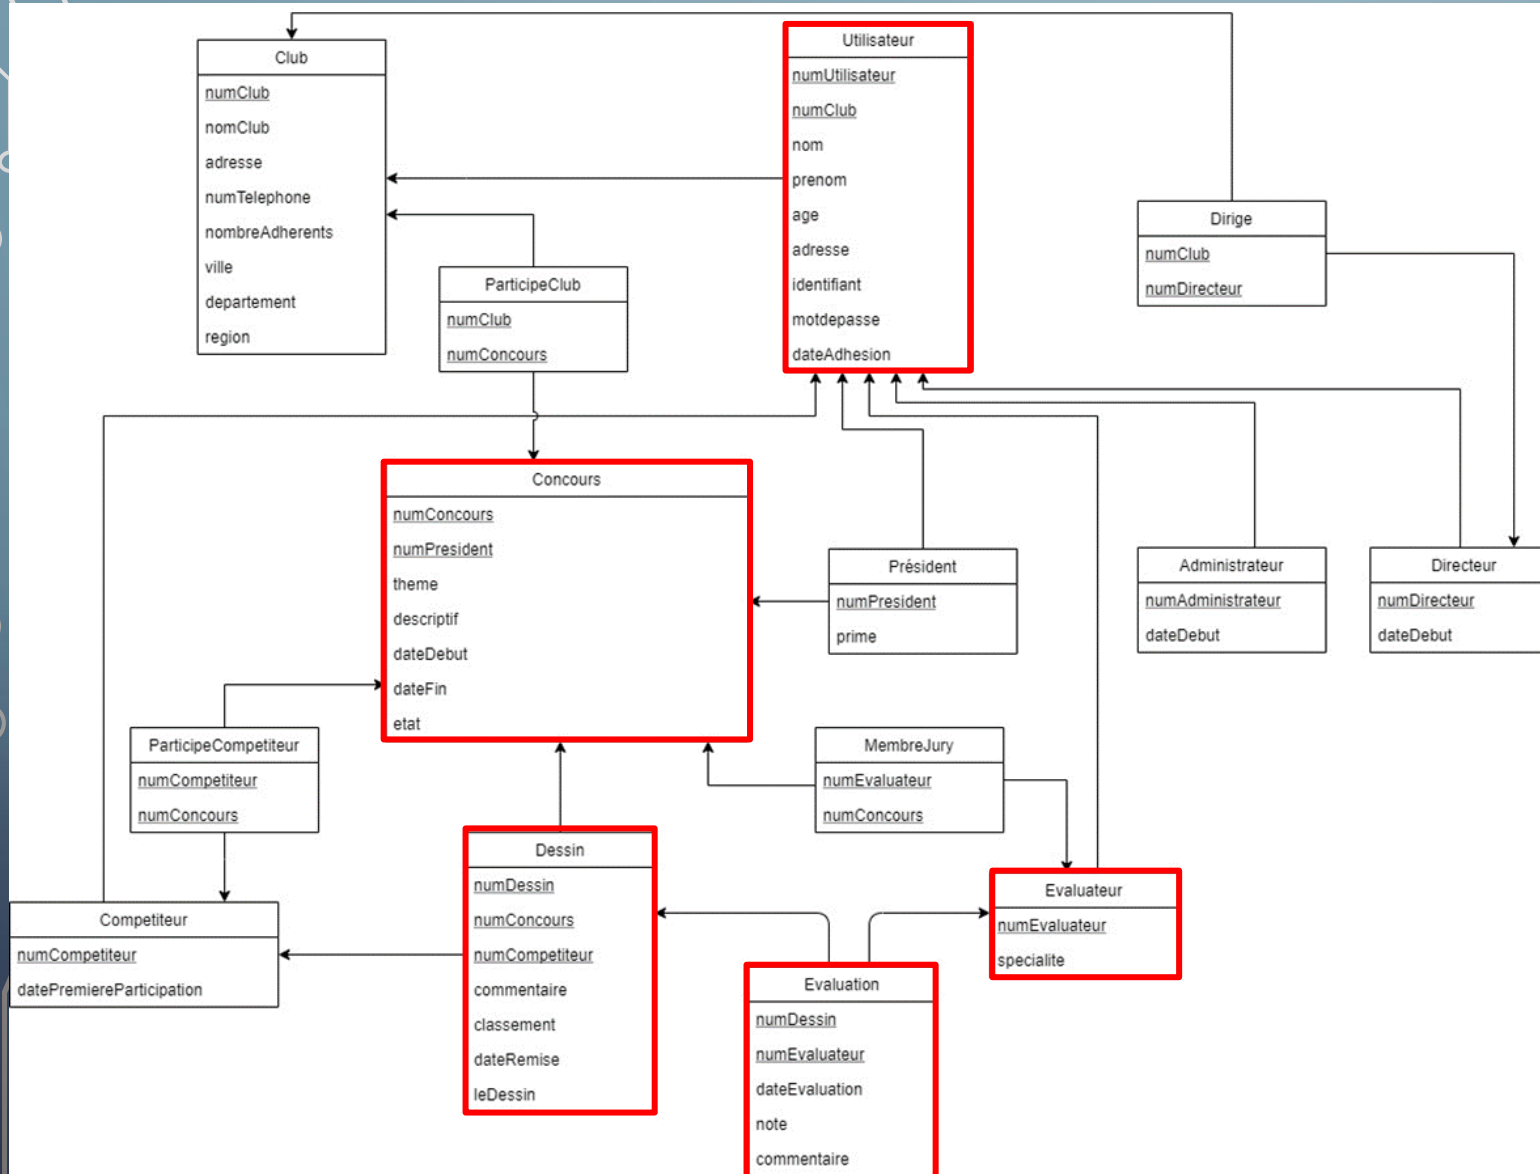 Club
numClub
nomClub
adresse
numTelephone
nombreAdherents
ville
departement
region
Utilisateur
numUtilisateur
numClub
nom
prenom
age
adresse
identifiant
motdepasse
dateAdhesion
Dirige
numClub
numDirecteur
ParticipeClub
numClub
numConcours
Concours
numConcours
numPresident
theme
descriptif
dateDebut
dateFin
etat
Président
numPresident
prime
Administrateur
numAdministrateur
dateDebut
Directeur
numDirecteur
dateDebut
ParticipeCompetiteur
numCompetiteur
numConcours
MembreJury
numEvaluateur
numConcours
Competiteur
numCompetiteur
datePremiereParticipation
Dessin
numDessin
numConcours
numCompetiteur
commentaire
classement
dateRemise
leDessin
Evaluateur
numEvaluateur
specialite
Evaluation
numDessin
numEvaluateur
dateEvaluation
note
commentaire